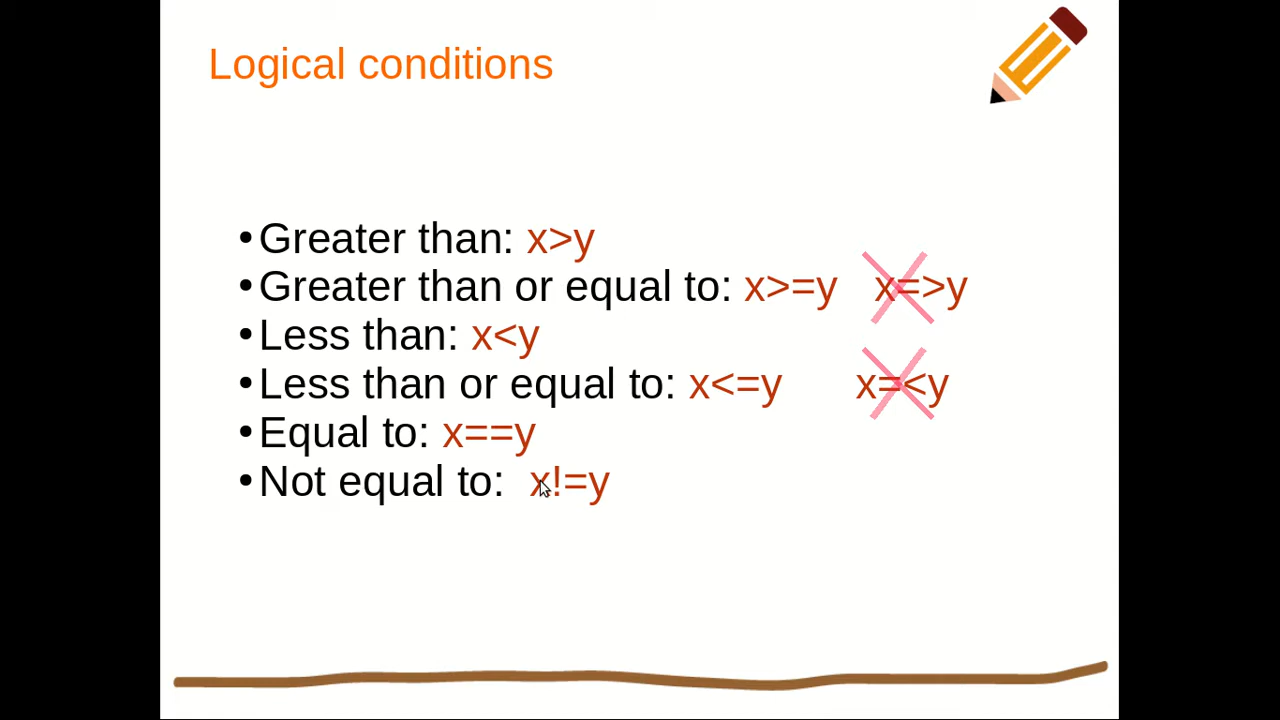 Logical conditions
•Greater than: x>y
•Greater than or equal to: x>=y x=>y
•Less than: x<y
•Less than or equal to: x<=y x=<y
•Equal to: x==y
•Not equal to: x!=y